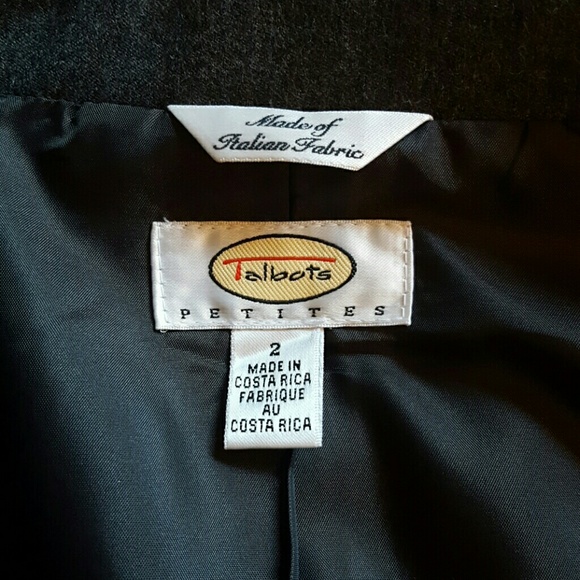 Made of
Italian Fabric
Talbots
PETITES
2
MADE IN
COSTA RICA
FABRIQUE
AU
COSTA RICA